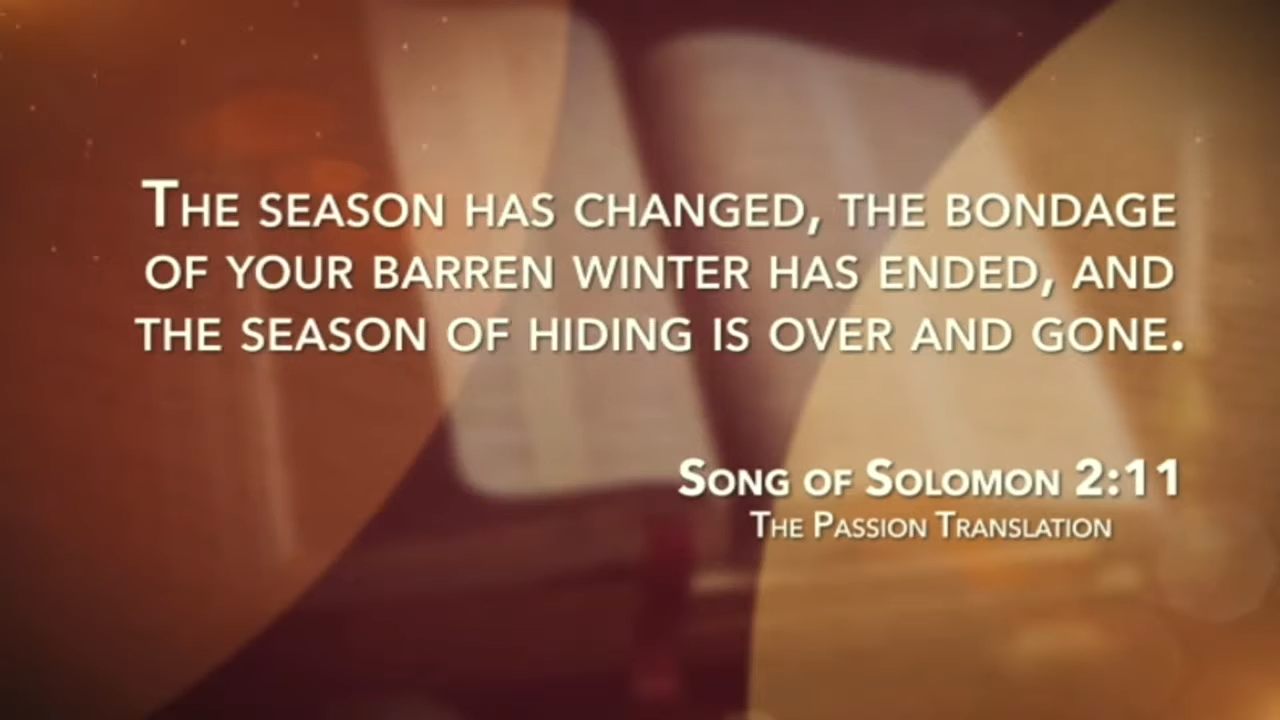 The season has changed, the bondage
of your barren winter has ended, and
the season of hiding is over and gone.
Song of Solomon 2:11
The Passion Translation